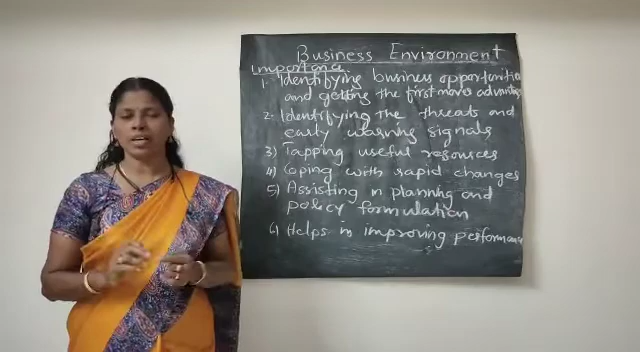 Business Environment
importance.
1. Identifying business opportunities
and getting the first mover advantage
2. Identifying the threats and
early warning signals
3) Tapping useful resources
4) Coping with rapid changes
5) Assisting in planning and
policy formulation
6) Helps in improving performance